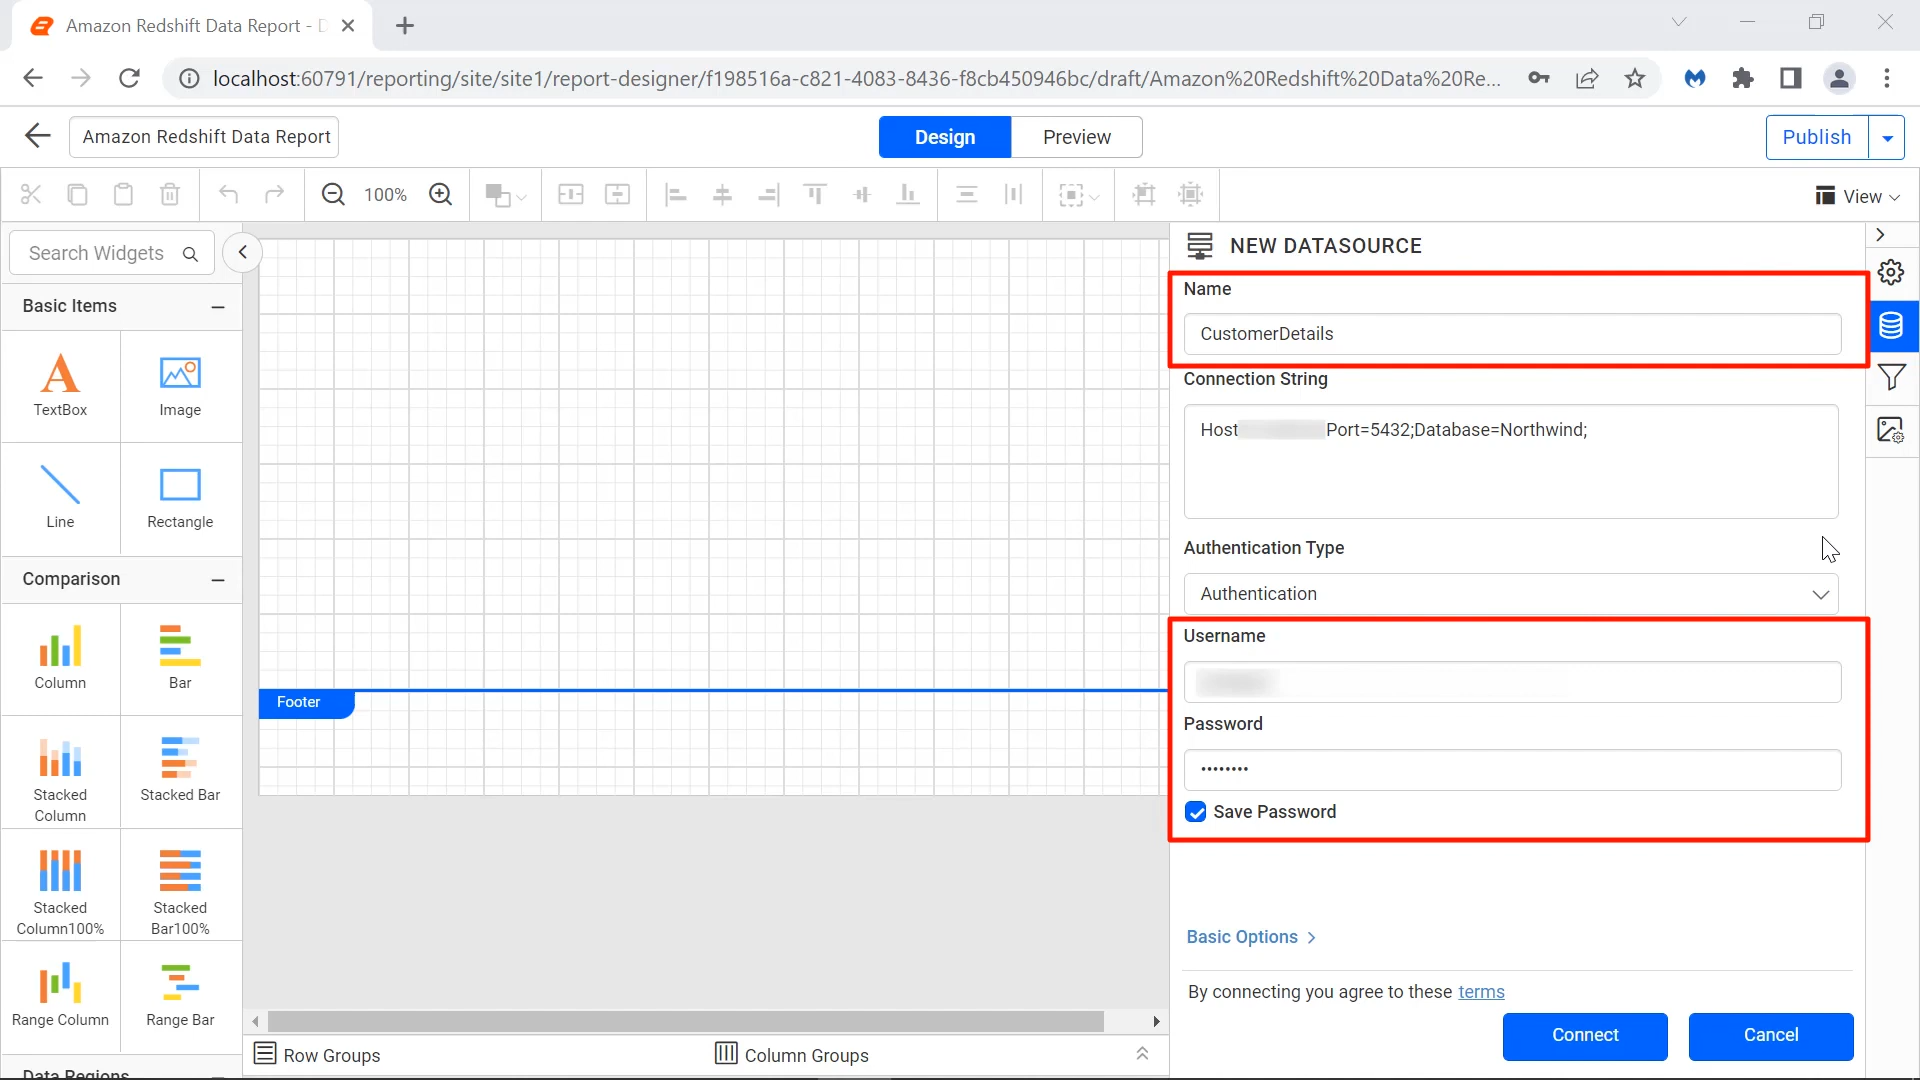 Amazon Redshift Data Report - D
localhost:60791/reporting/site/site1/report-designer/f198516a-c821-4083-8436-f8cb450946bc/draft/Amazon%20Redshift%20Data%20Re...
Amazon Redshift Data Report
Design
Preview
Publish
100%
View
Search Widgets
NEW DATASOURCE
Basic Items
Name
CustomerDetails
TextBox
Image
Connection String
Host
Port=5432;Database=Northwind;
Line
Rectangle
Authentication Type
Authentication
Comparison
Username
Column
Bar
Footer
Password
••••••••
Stacked Column
Stacked Bar
Save Password
Stacked Column100%
Stacked Bar100%
Basic Options
By connecting you agree to these terms
Range Column
Range Bar
Connect
Cancel
Row Groups
Column Groups
Data Regions